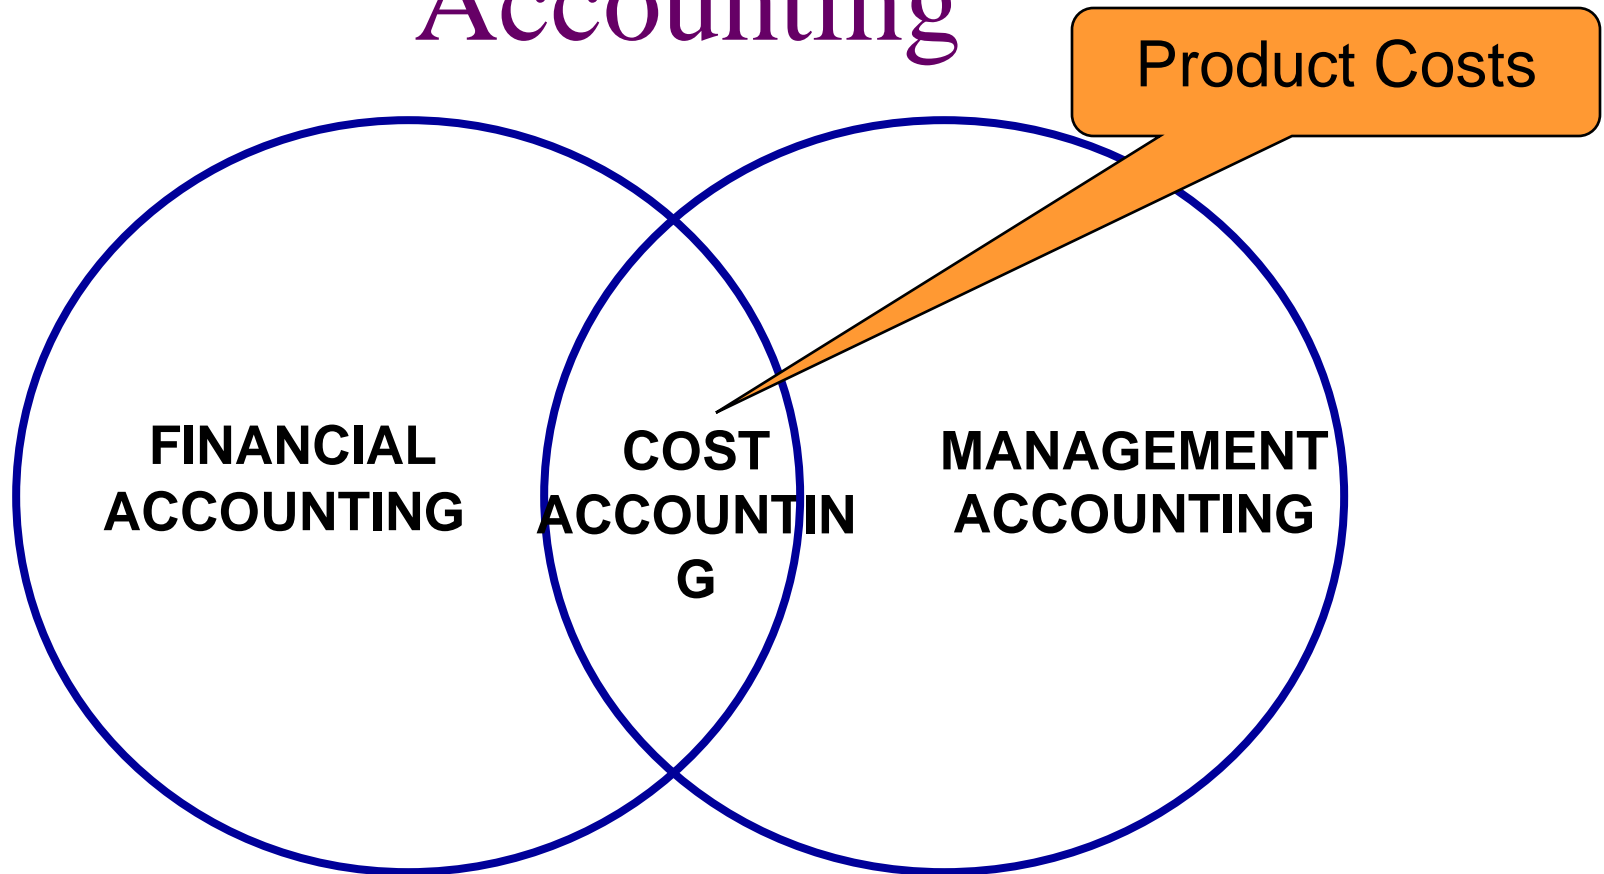 Accounting
Product Costs
FINANCIAL
ACCOUNTING
COST
ACCOUNTIN
G
MANAGEMENT
ACCOUNTING